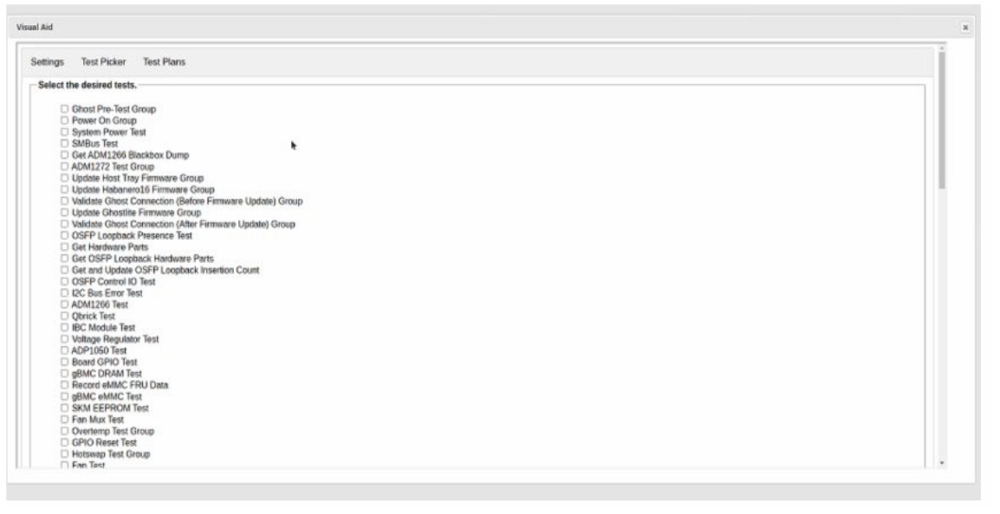 Visual Aid
Settings Test Picker Test Plans
Select the desired tests.
Ghost Pre-Test Group
Power On Group
System Power Test
SMBus Test
Get ADM1266 Blackbox Dump
ADM1272 Test Group
Update Host Tray Firmware Group
Update Habanero16 Firmware Group
Validate Ghost Connection (Before Firmware Update) Group
Update Ghostlite Firmware Group
Validate Ghost Connection (After Firmware Update) Group
OSFP Loopback Presence Test
Get Hardware Parts
Get OSFP Loopback Hardware Parts
Get and Update OSFP Loopback Insertion Count
OSFP Control IO Test
I2C Bus Error Test
ADM1266 Test
Qbrick Test
IBC Module Test
Voltage Regulator Test
ADP1050 Test
Board GPIO Test
gBMC DRAM Test
Record eMMC FRU Data
gBMC eMMC Test
SKM EEPROM Test
Fan Mux Test
Overtemp Test Group
GPIO Reset Test
Hotswap Test Group
Fan Test